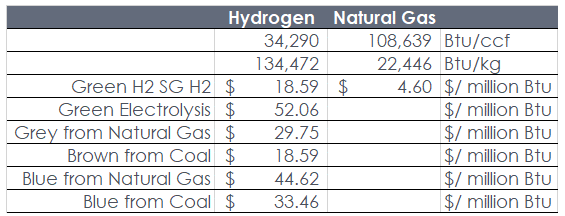 Hydrogen Natural Gas
34,290 108,639 Btu/ccf
134,472 22,446 Btu/kg
Green H2 SG H2 $ 18.59 $ 4.60 $/ million Btu
Green Electrolysis $ 52.06 $/ million Btu
Grey from Natural Gas $ 29.75 $/ million Btu
Brown from Coal $ 18.59 $/ million Btu
Blue from Natural Gas $ 44.62 $/ million Btu
Blue from Coal $ 33.46 $/ million Btu